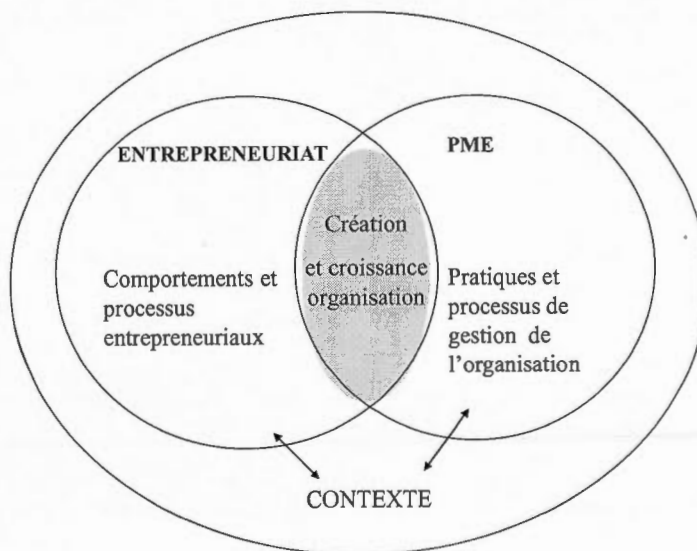 ENTREPRENEURIAT
PME
Création
et croissance
organisation
Comportements et
processus
entrepreneuriaux
Pratiques et
processus de
gestion de
l'organisation
CONTEXTE